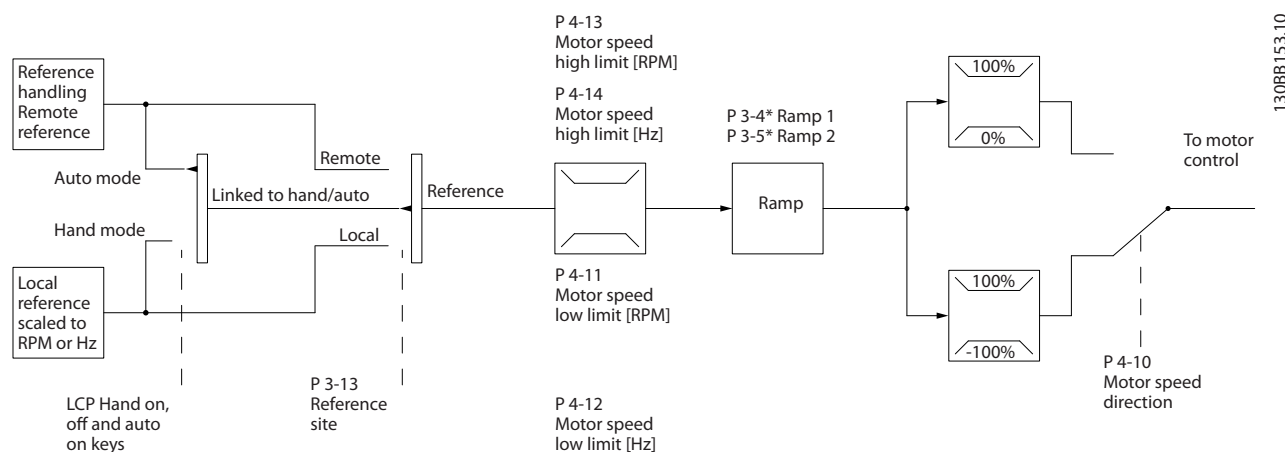 P 4-13
Motor speed
high limit [RPM]
P 4-14
Motor speed
high limit [Hz]
Reference
handling
Remote
reference
Auto mode
Hand mode
Local
reference
scaled to
RPM or Hz
LCP Hand on,
off and auto
on keys
Linked to hand/auto
Remote
Local
P 3-13
Reference
site
Reference
P 4-11
Motor speed
low limit [RPM]
P 4-12
Motor speed
low limit [Hz]
P 3-4* Ramp 1
P 3-5* Ramp 2
Ramp
100%
0%
100%
-100%
To motor
control
P 4-10
Motor speed
direction
130BB153.10